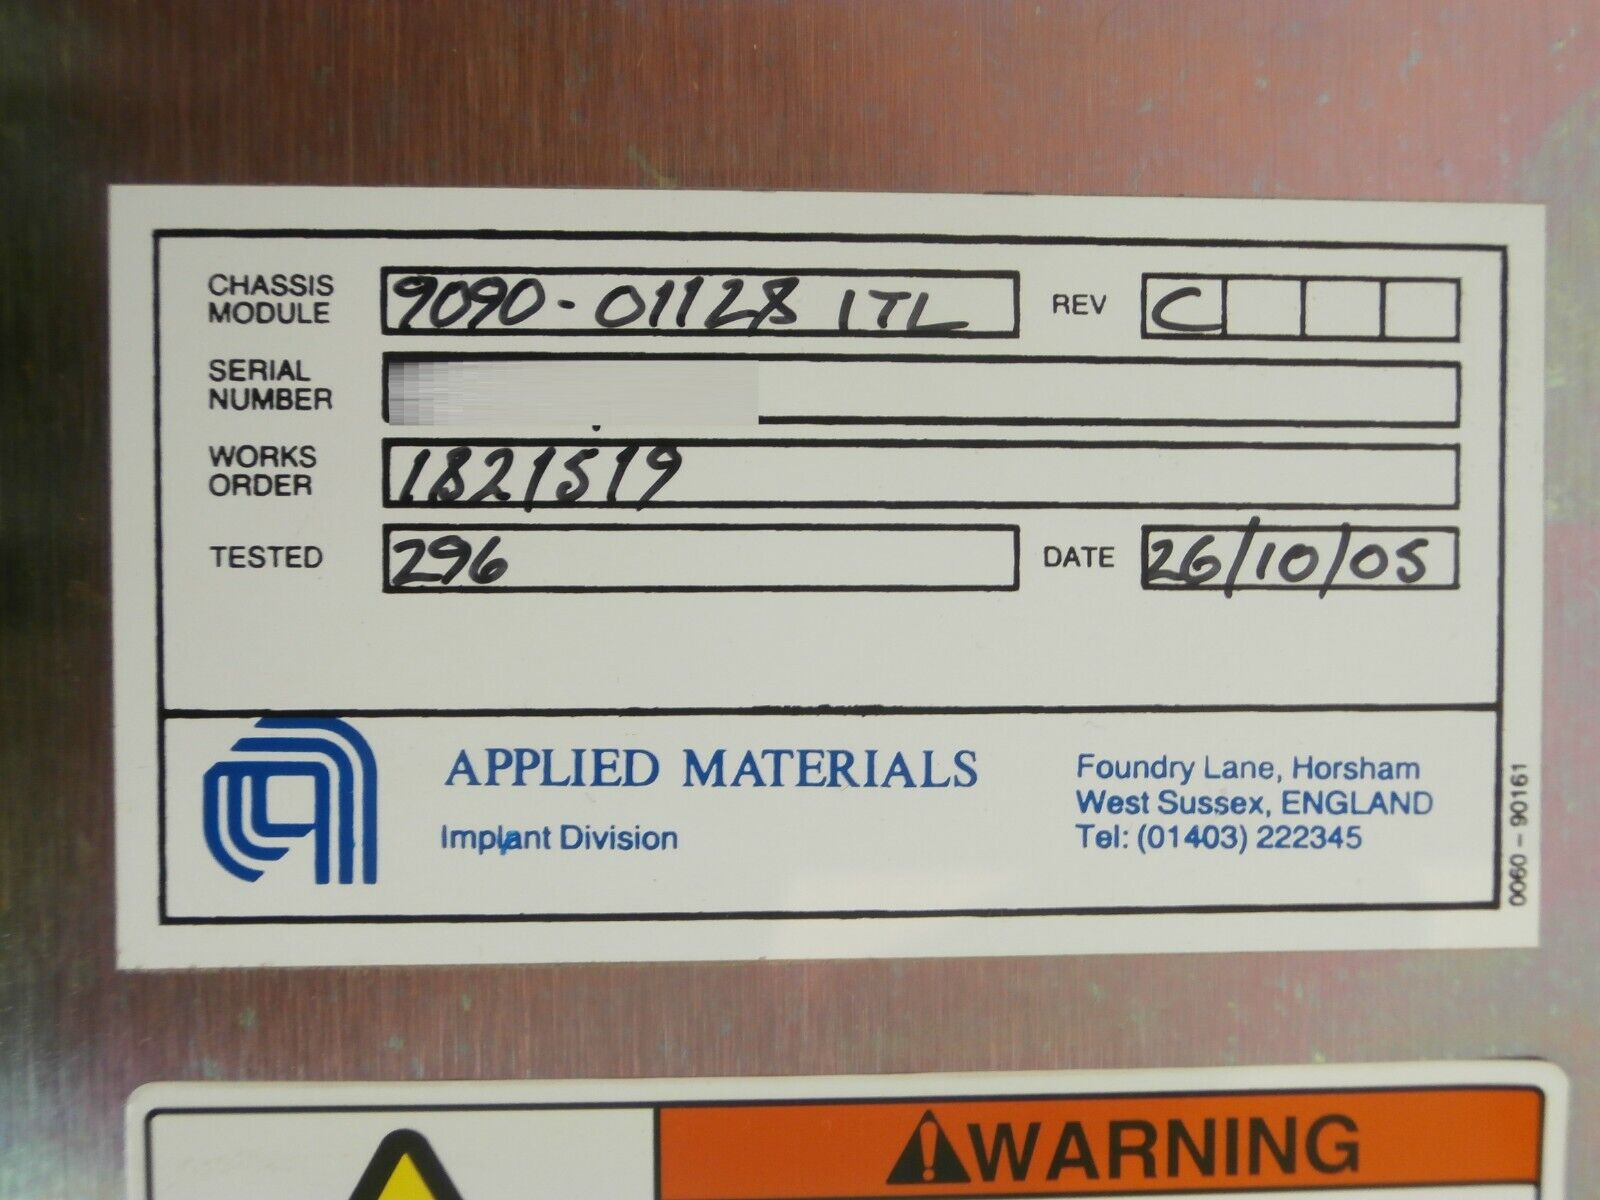 CHASSIS MODULE 9090-01128 ITL REV C
SERIAL NUMBER
WORKS ORDER 1821519
TESTED 296 DATE 26/10/05
APPLIED MATERIALS
Implant Division
Foundry Lane, Horsham
West Sussex, ENGLAND
Tel: (01403) 222345
0060 - 90161
WARNING